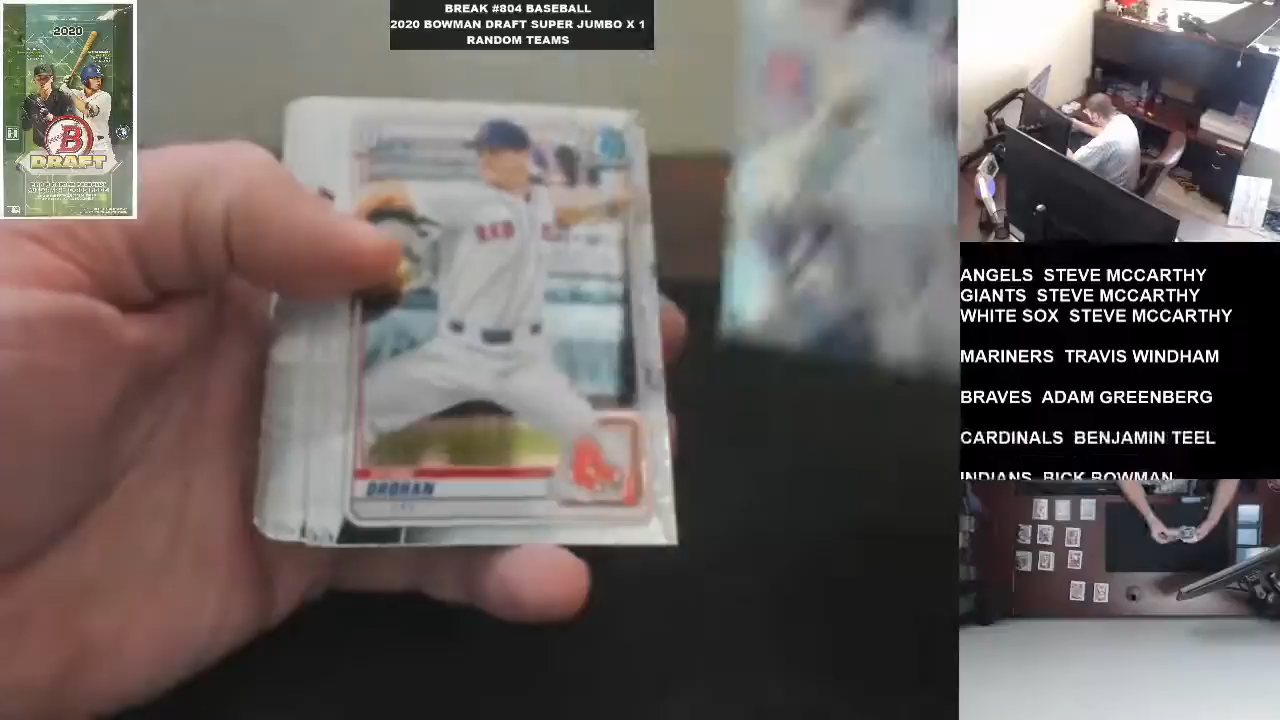 BREAK #804 BASEBALL
2020 BOWMAN DRAFT SUPER JUMBO X 1
RANDOM TEAMS
2020
B
DRAFT
RED
DROHAN
ANGELS STEVE MCCARTHY
GIANTS STEVE MCCARTHY
WHITE SOX STEVE MCCARTHY
MARINERS TRAVIS WINDHAM
BRAVES ADAM GREENBERG
CARDINALS BENJAMIN TEEL
INDIANS RICK BOWMAN